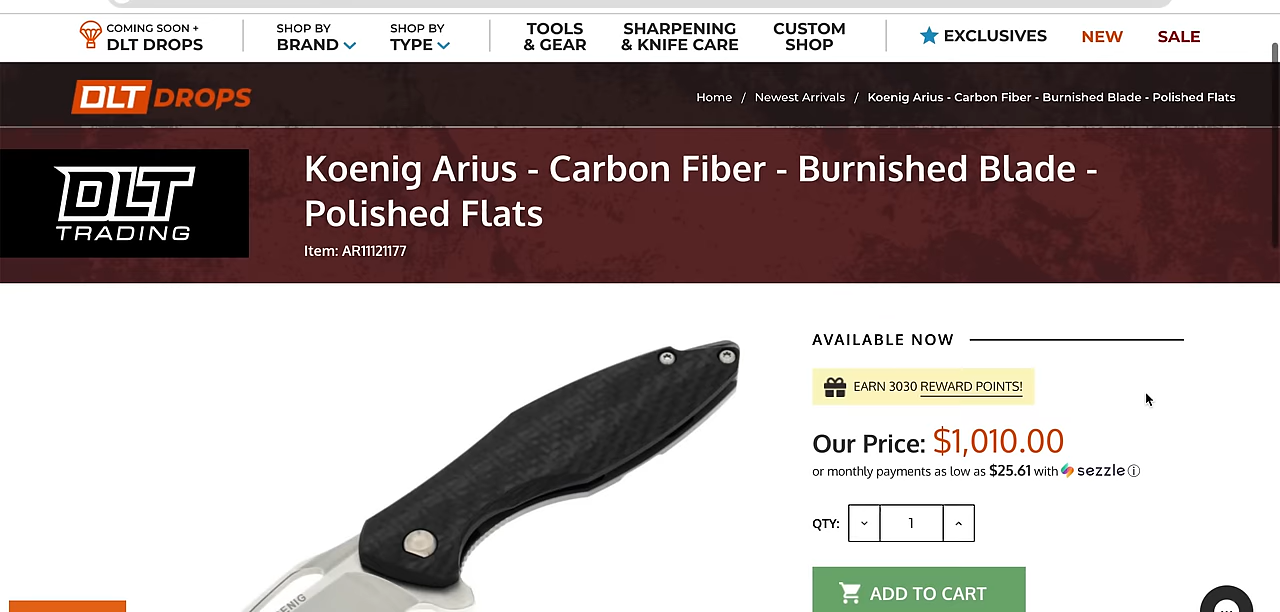 COMING SOON +
DLT DROPS
SHOP BY
BRAND
SHOP BY
TYPE
TOOLS
& GEAR
SHARPENING
& KNIFE CARE
CUSTOM
SHOP
EXCLUSIVES
NEW
SALE
DLT DROPS
Home / Newest Arrivals / Koenig Arius - Carbon Fiber - Burnished Blade - Polished Flats
DLT
TRADING
Koenig Arius - Carbon Fiber - Burnished Blade -
Polished Flats
Item: AR11121177
AVAILABLE NOW
EARN 3030 REWARD POINTS!
Our Price: $1,010.00
or monthly payments as low as $25.61 with sezzle
QTY: 1
ADD TO CART